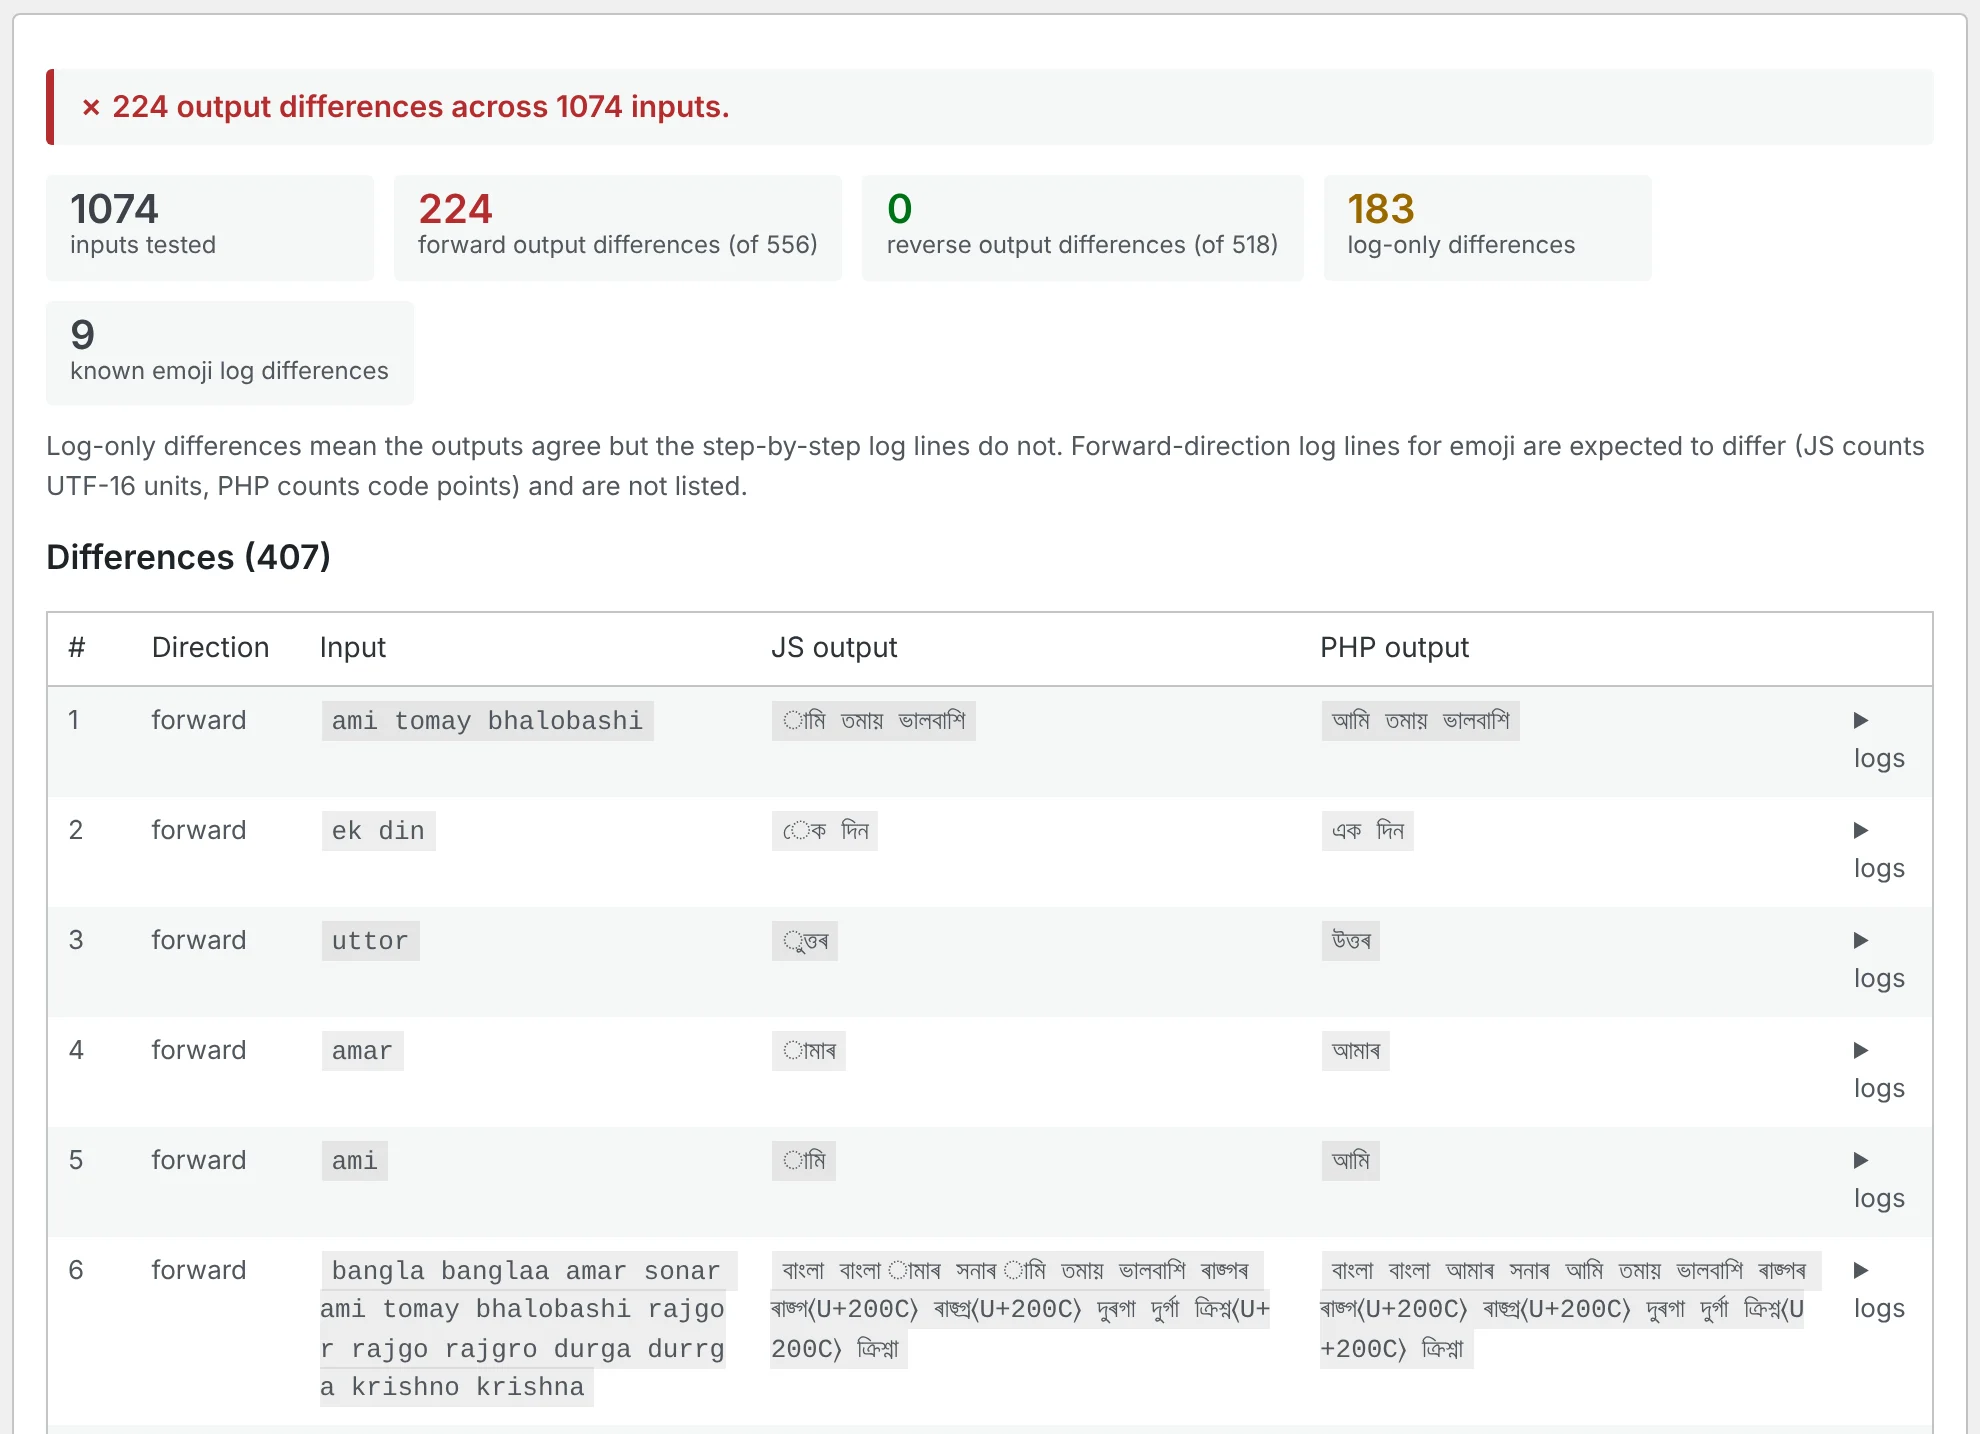 × 224 output differences across 1074 inputs.
1074
inputs tested
224
forward output differences (of 556)
0
reverse output differences (of 518)
183
log-only differences
9
known emoji log differences
Log-only differences mean the outputs agree but the step-by-step log lines do not. Forward-direction log lines for emoji are expected to differ (JS counts
UTF-16 units, PHP counts code points) and are not listed.
Differences (407)
# Direction Input JS output PHP output
1 forward ami tomay bhalobashi ামি তমায় ভালবাশি আমি তমায় ভালবাশি ▶
logs
2 forward ek din েক দিন এক দিন ▶
logs
3 forward uttor ুত্তৰ উত্তৰ ▶
logs
4 forward amar ামাৰ আমাৰ ▶
logs
5 forward ami ামি আমি ▶
logs
6 forward bangla banglaa amar sonar বাংলা বাংলা ামাৰ সনাৰ ামি তমায় ভালবাশি ৰাঙ্গৰ বাংলা বাংলা আমাৰ সনাৰ আমি তমায় ভালবাশি ৰাঙ্গৰ ▶
ami tomay bhalobashi rajgo ৰাঙ্গ⟨U+200C⟩ ৰাঙ্গ্ৰ⟨U+200C⟩ দুৰগা দুৰ্গা ক্ৰিশ্ন⟨U+ ৰাঙ্গ⟨U+200C⟩ ৰাঙ্গ্ৰ⟨U+200C⟩ দুৰগা দুৰ্গা ক্ৰিশ্ন⟨U logs
r rajgo rajgro durga durrg 200C⟩ ক্ৰিশ্না +200C⟩ ক্ৰিশ্না
a krishno krishna